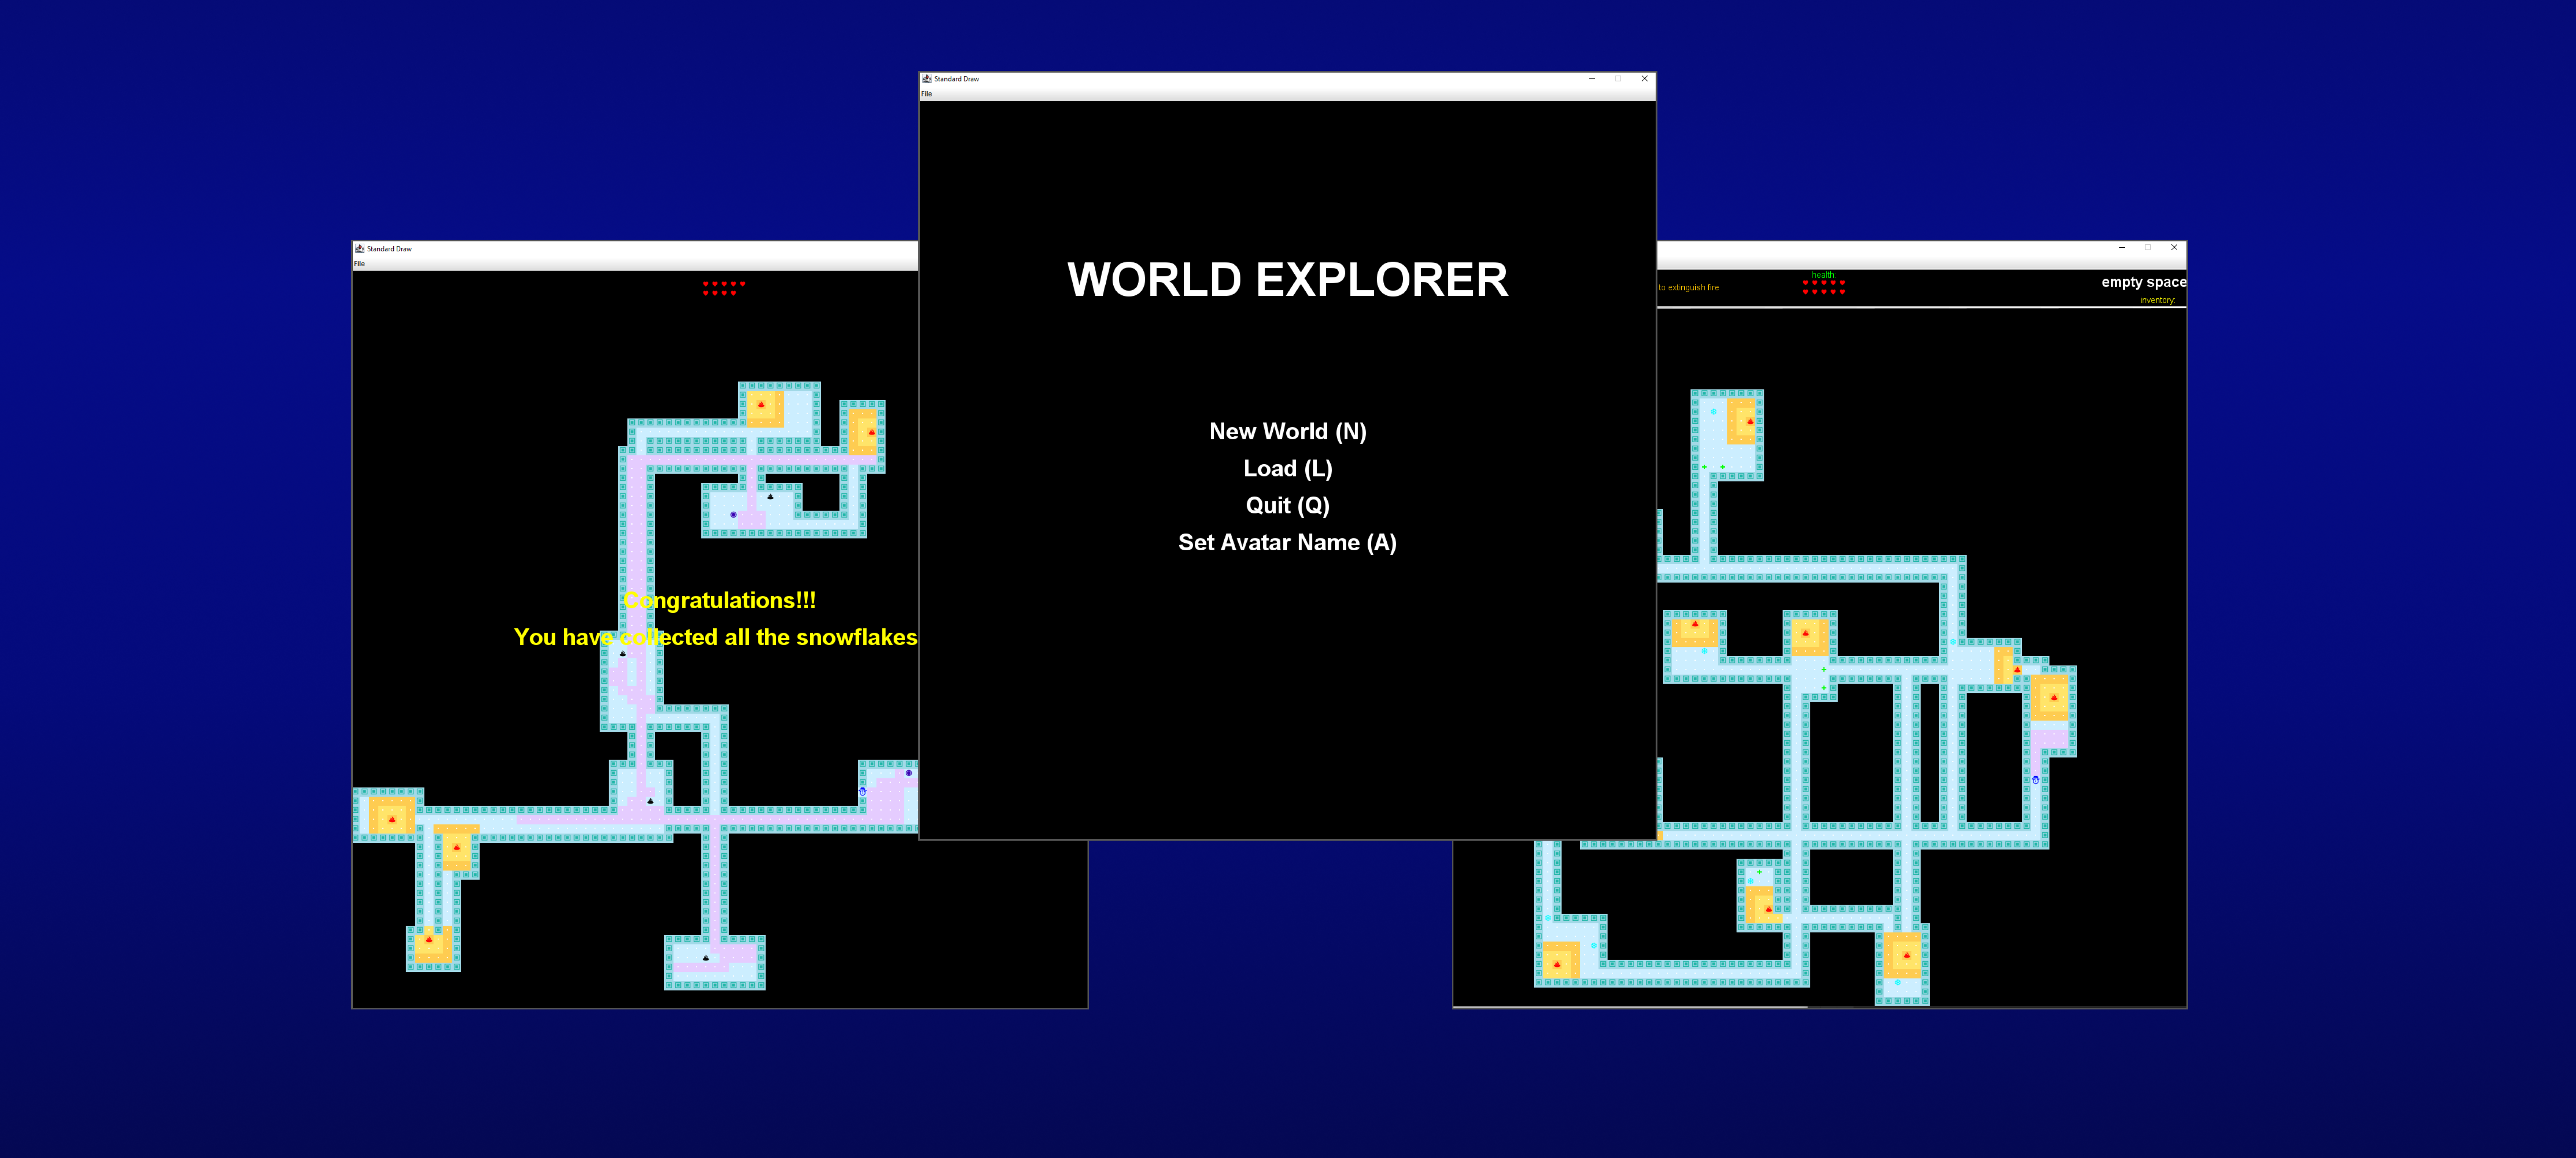 Standard Draw
File
WORLD EXPLORER
New World (N)
Load (L)
Quit (Q)
Set Avatar Name (A)
Standard Draw
File
Congratulations!!!
You have collected all the snowflakes
to extinguish fire
health:
empty space
inventory: